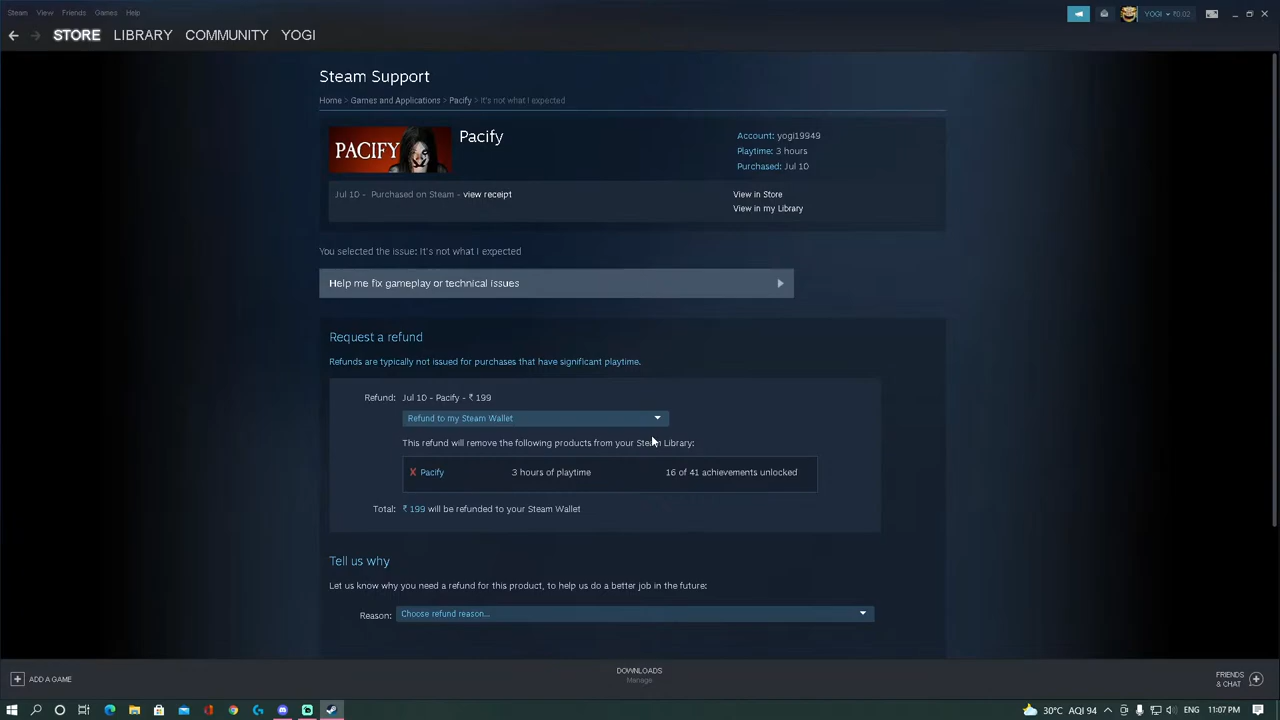 Steam View Friends Games Help
YOGI ₹0.02
STORE LIBRARY COMMUNITY YOGI
Steam Support
Home > Games and Applications > Pacify > It's not what I expected
PACIFY
Pacify
Account: yogi19949
Playtime: 3 hours
Purchased: Jul 10
Jul 10 - Purchased on Steam - view receipt
View in Store
View in my Library
You selected the issue: It's not what I expected
Help me fix gameplay or technical issues
Request a refund
Refunds are typically not issued for purchases that have significant playtime.
Refund: Jul 10 - Pacify - ₹ 199
Refund to my Steam Wallet
This refund will remove the following products from your Steam Library:
X Pacify 3 hours of playtime 16 of 41 achievements unlocked
Total: ₹ 199 will be refunded to your Steam Wallet
Tell us why
Let us know why you need a refund for this product, to help us do a better job in the future:
Reason: Choose refund reason...
ADD A GAME
DOWNLOADS
Manage
FRIENDS
& CHAT
30°C AQI 94 ENG 11:07 PM